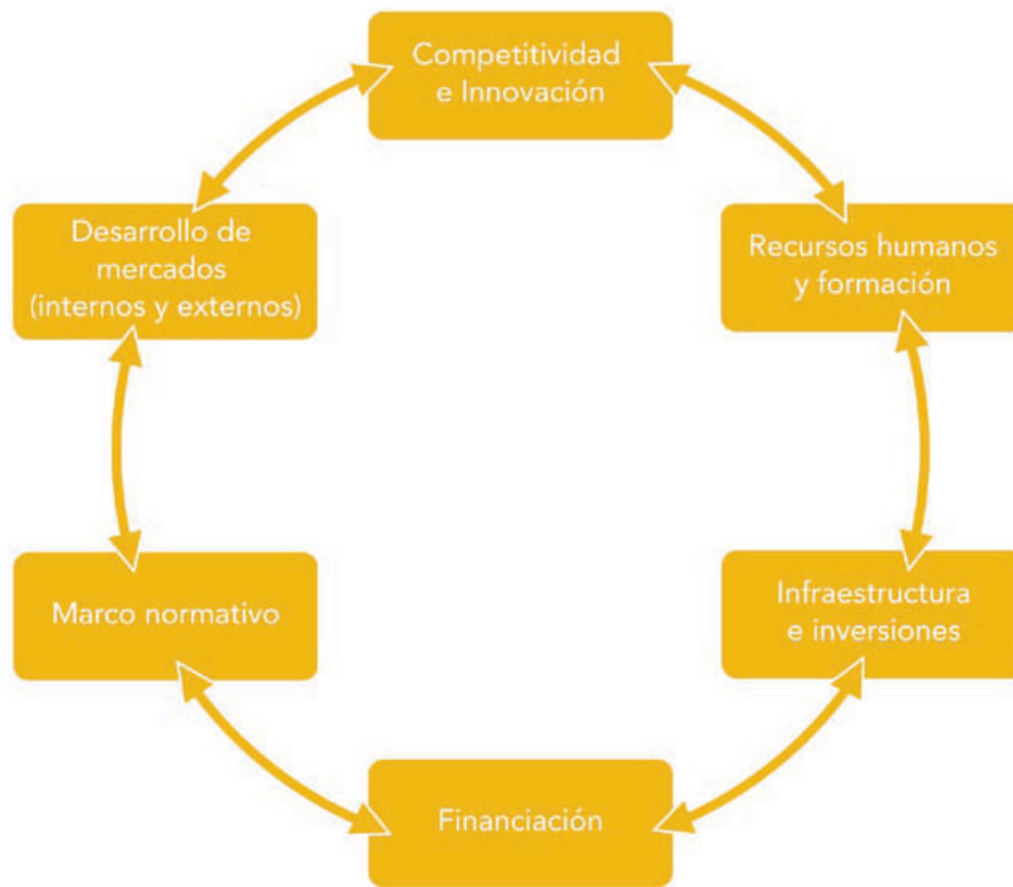 Competitividad
e Innovación
Recursos humanos
y formación
Infraestructura
e inversiones
Financiación
Marco normativo
Desarrollo de
mercados
(internos y externos)